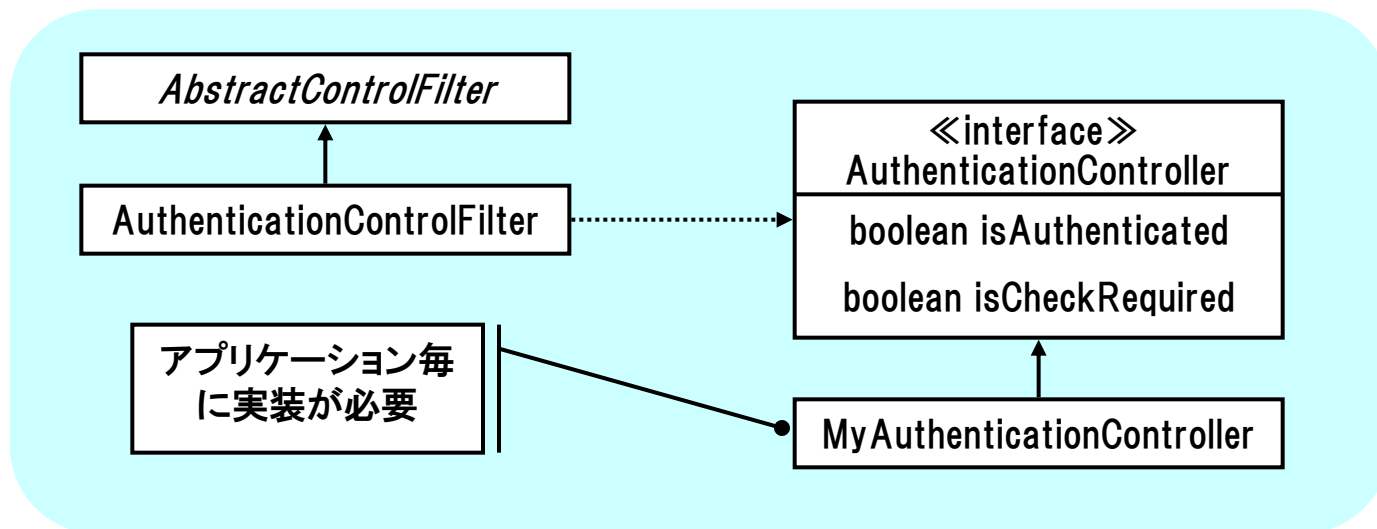 AbstractControlFilter
AuthenticationControlFilter
≪interface≫
AuthenticationController
boolean isAuthenticated
boolean isCheckRequired
アプリケーション毎
に実装が必要
MyAuthenticationController